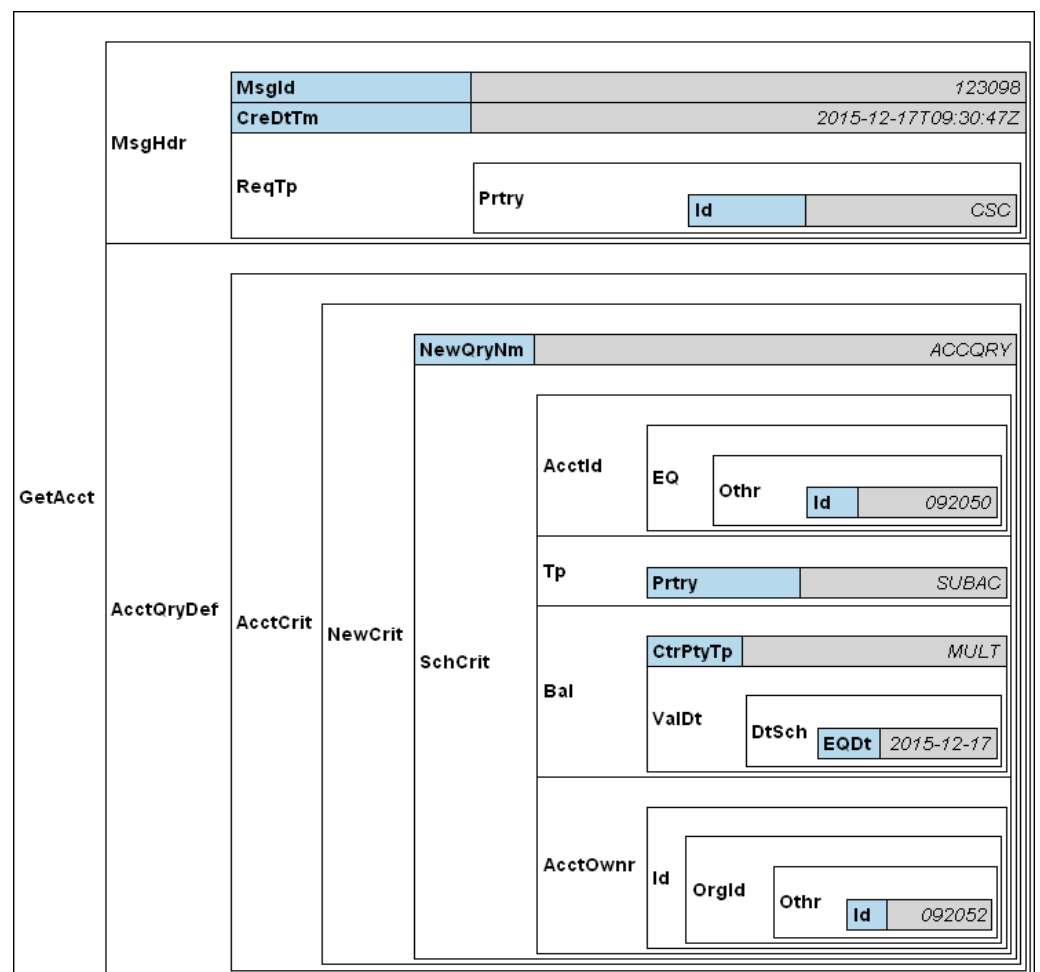 GetAcct
MsgHdr
MsgId 123098
CreDtTm 2015-12-17T09:30:47Z
ReqTp
Prtry
Id CSC
AcctQryDef
AcctCrit
NewCrit
NewQryNm ACCQRY
SchCrit
AcctId
EQ
Othr
Id 092050
Tp
Prtry SUBAC
Bal
CtrPtyTp MULT
ValDt
DtSch
EQDt 2015-12-17
AcctOwnr
Id
OrgId
Othr
Id 092052